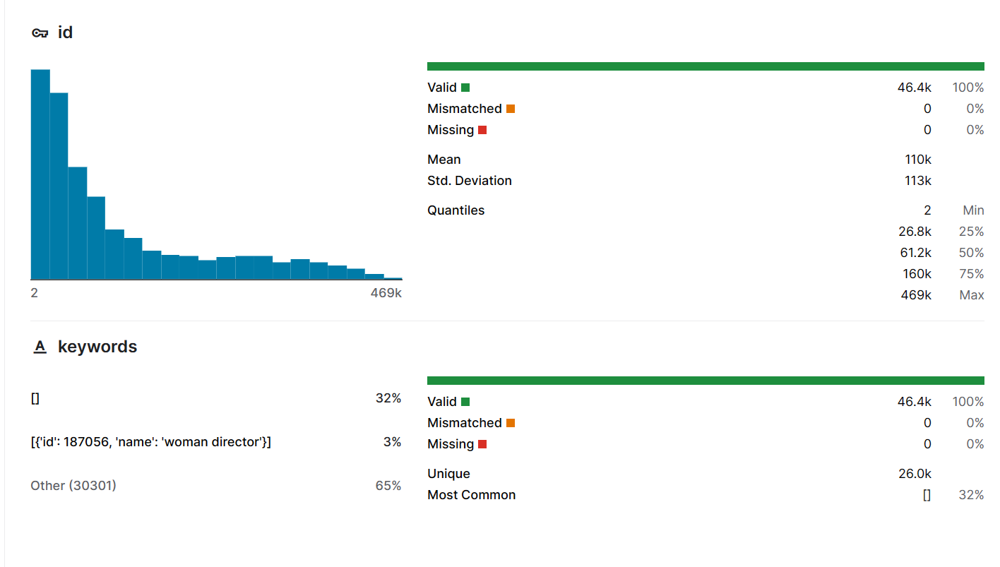 id
Valid 46.4k 100%
Mismatched 0 0%
Missing 0 0%
Mean 110k
Std. Deviation 113k
Quantiles 2 Min
26.8k 25%
61.2k 50%
160k 75%
469k Max
2 469k
keywords
[] 32%
[{'id': 187056, 'name': 'woman director'}] 3%
Other (30301) 65%
Valid 46.4k 100%
Mismatched 0 0%
Missing 0 0%
Unique 26.0k
Most Common [] 32%